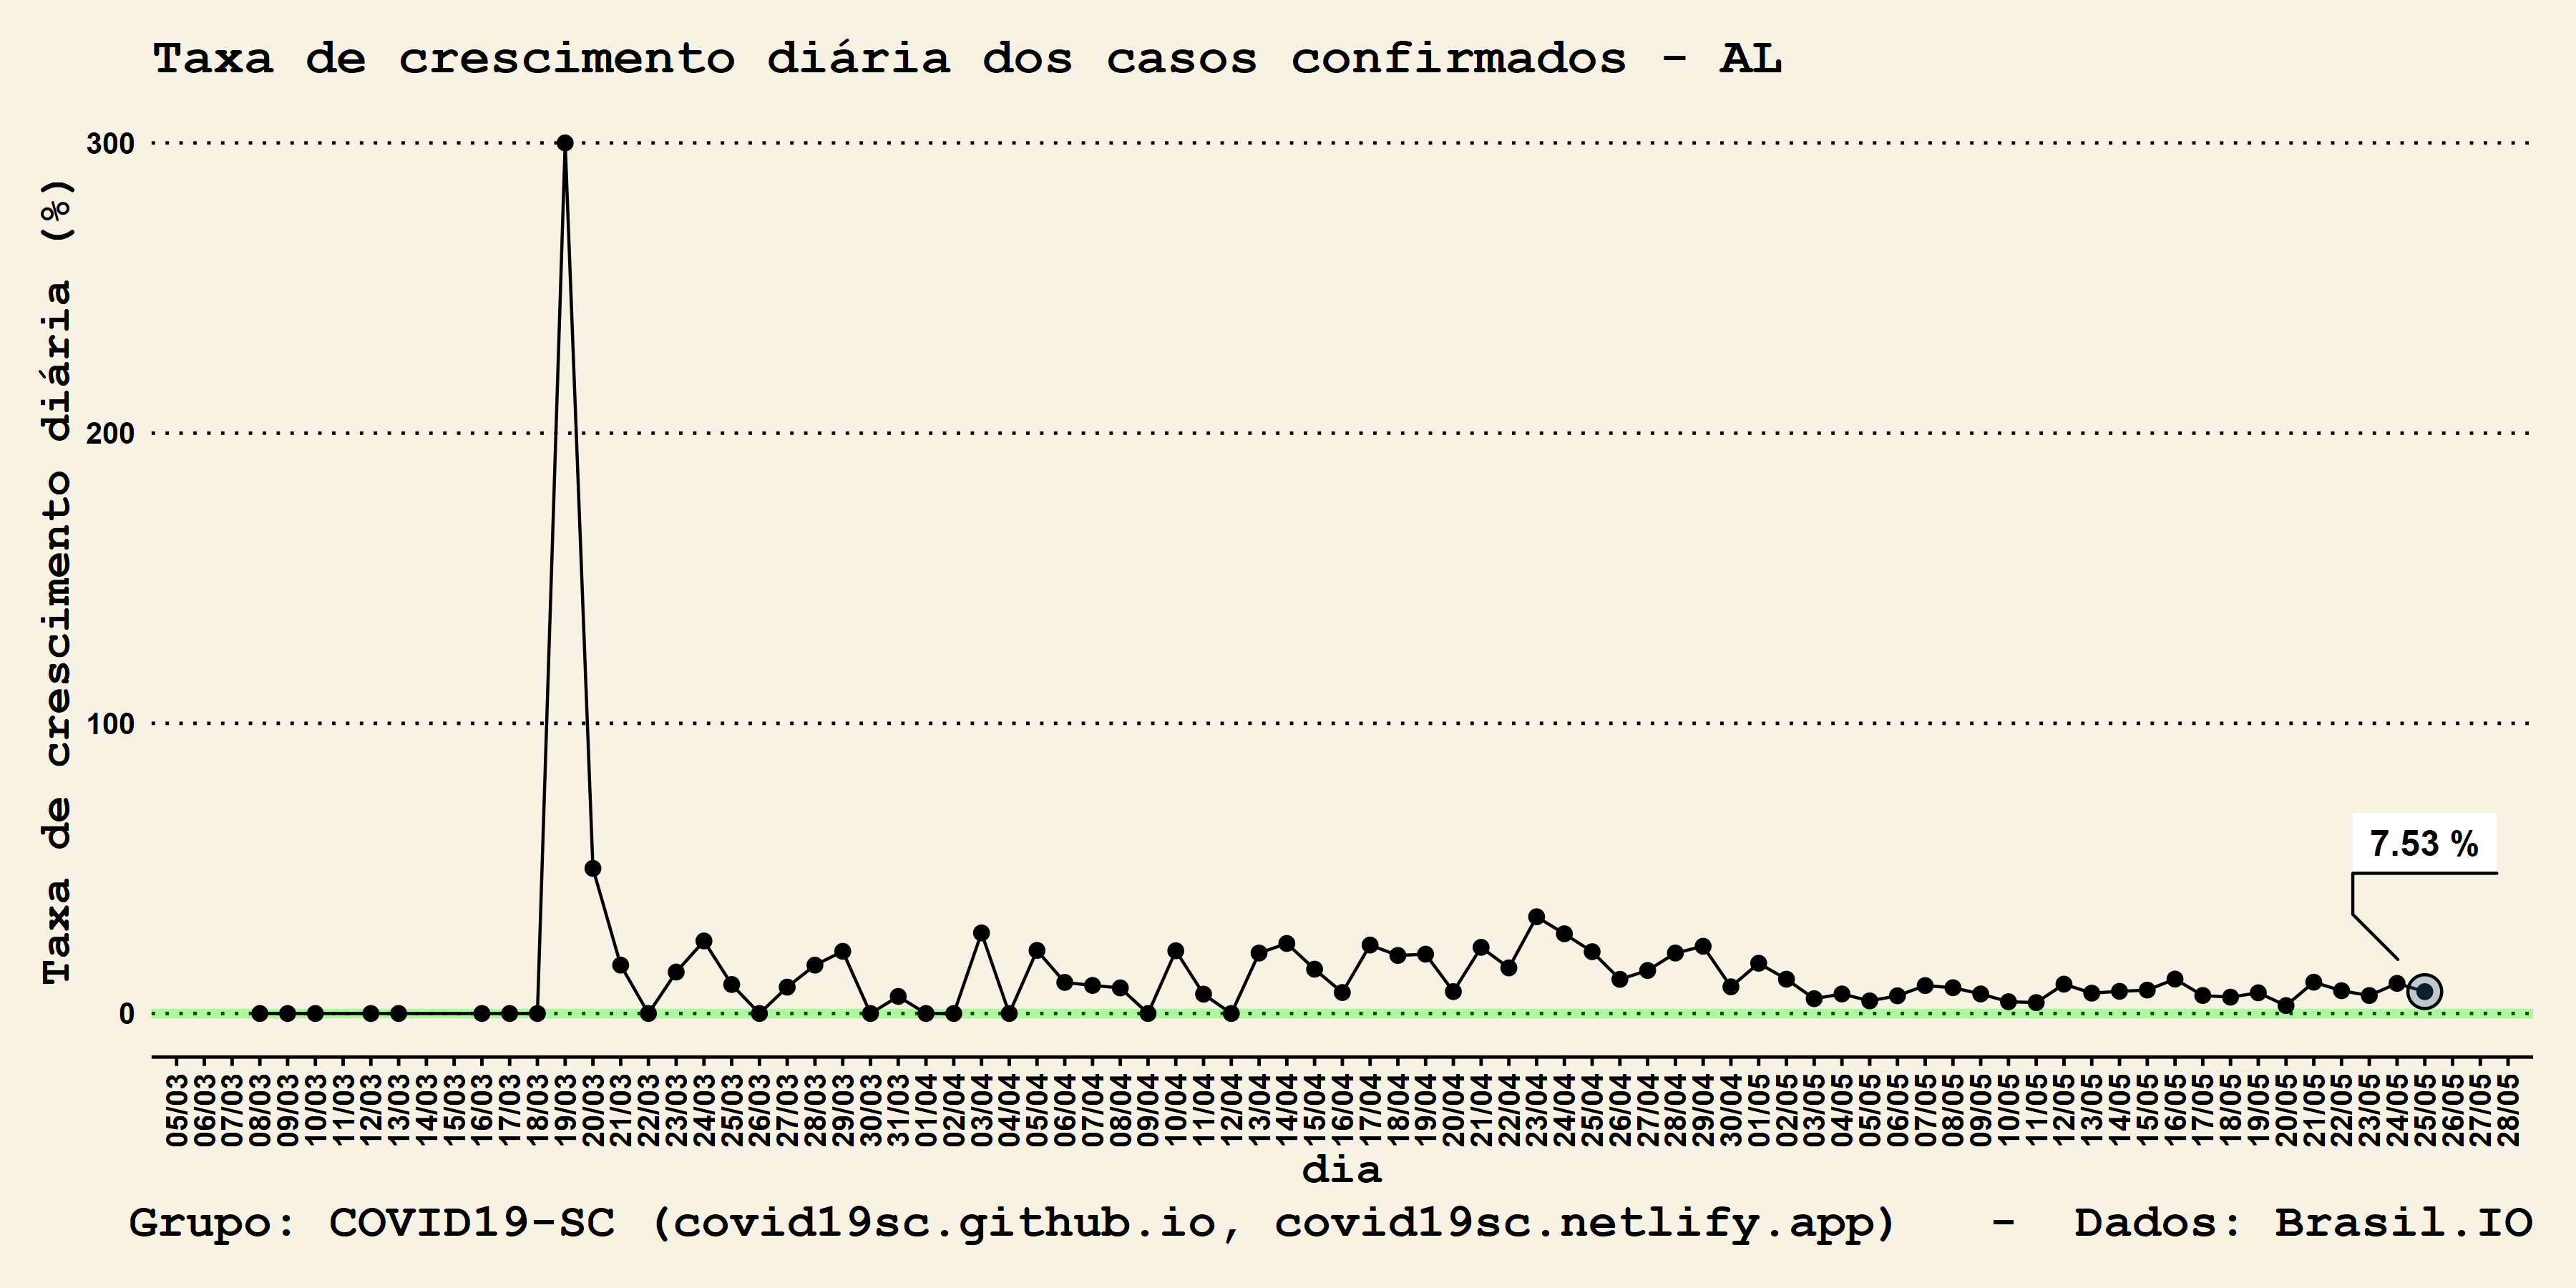 Taxa de crescimento diária dos casos confirmados - AL
Taxa de crescimento diária (%)
300
200
100
0
7.53 %
05/03 06/03 07/03 08/03 09/03 10/03 11/03 12/03 13/03 14/03 15/03 16/03 17/03 18/03 19/03 20/03 21/03 22/03 23/03 24/03 25/03 26/03 27/03 28/03 29/03 30/03 31/03 01/04 02/04 03/04 04/04 05/04 06/04 07/04 08/04 09/04 10/04 11/04 12/04 13/04 14/04 15/04 16/04 17/04 18/04 19/04 20/04 21/04 22/04 23/04 24/04 25/04 26/04 27/04 28/04 29/04 30/04 01/05 02/05 03/05 04/05 05/05 06/05 07/05 08/05 09/05 10/05 11/05 12/05 13/05 14/05 15/05 16/05 17/05 18/05 19/05 20/05 21/05 22/05 23/05 24/05 25/05 26/05 27/05 28/05
dia
Grupo: COVID19-SC (covid19sc.github.io, covid19sc.netlify.app) - Dados: Brasil.IO